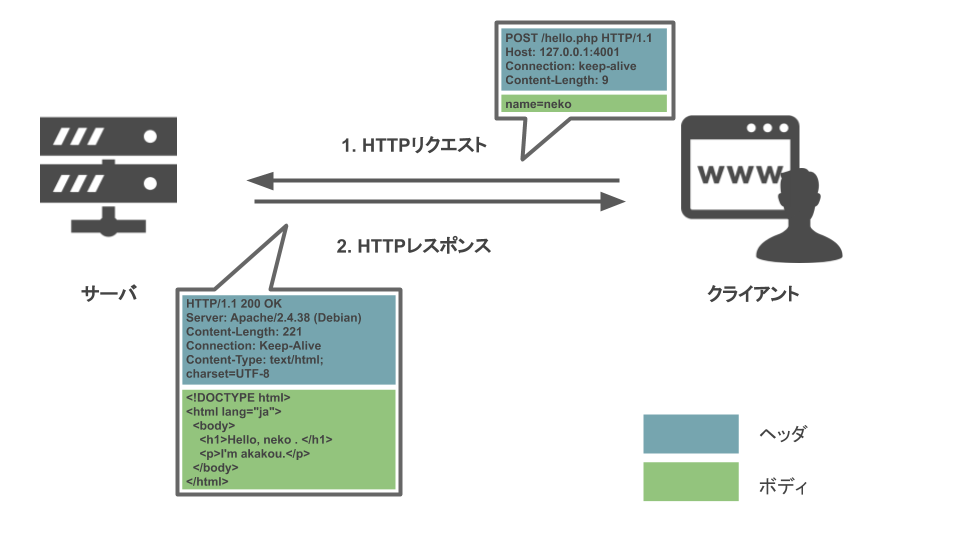 POST /hello.php HTTP/1.1
Host: 127.0.0.1:4001
Connection: keep-alive
Content-Length: 9
name=neko
1. HTTPリクエスト
WWW
2. HTTPレスポンス
サーバ
クライアント
HTTP/1.1 200 OK
Server: Apache/2.4.38 (Debian)
Content-Length: 221
Connection: Keep-Alive
Content-Type: text/html;
charset=UTF-8
<!DOCTYPE html>
<html lang="ja">
  <body>
    <h1>Hello, neko . </h1>
    <p>I'm akakou.</p>
  </body>
</html>
ヘッダ
ボディ